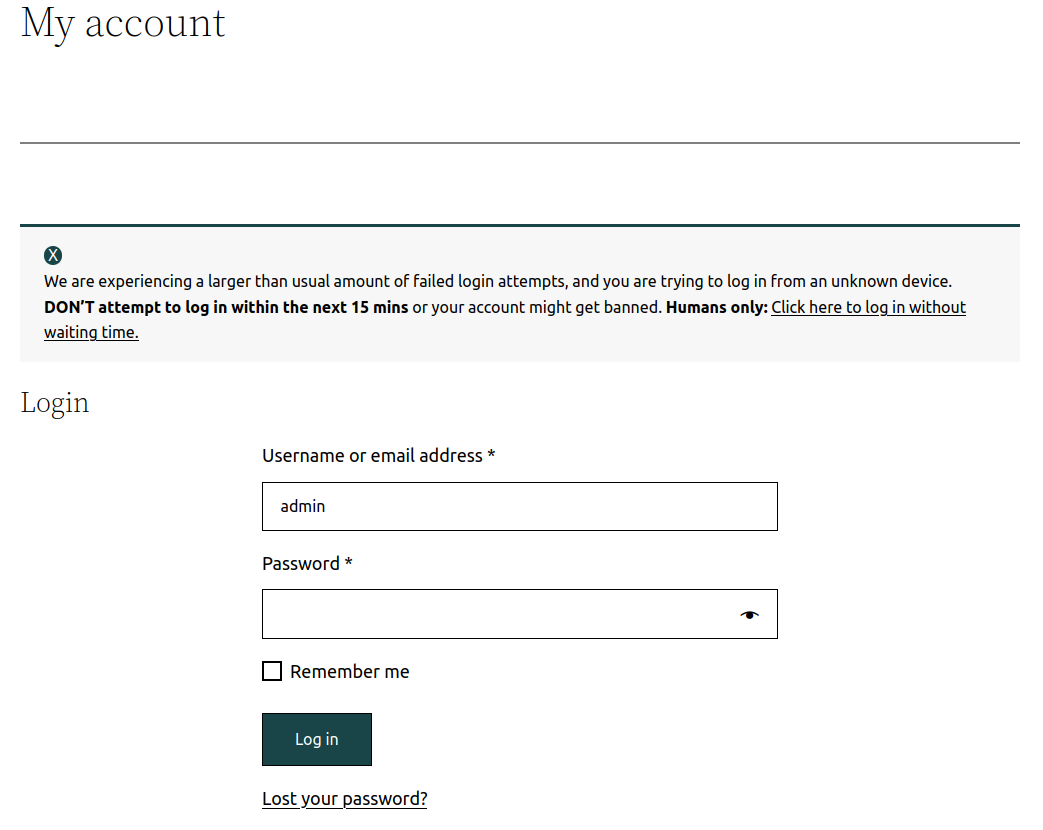 My account
X
We are experiencing a larger than usual amount of failed login attempts, and you are trying to log in from an unknown device.
DON’T attempt to log in within the next 15 mins or your account might get banned. Humans only: Click here to log in without
waiting time.
Login
Username or email address *
admin
Password *
Remember me
Log in
Lost your password?